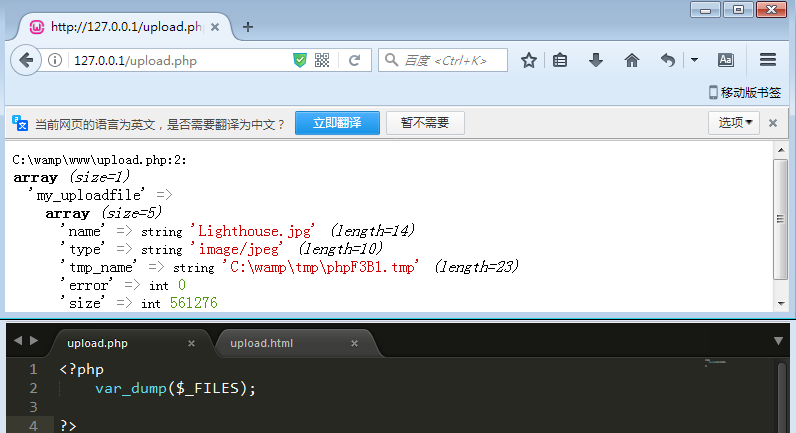 http://127.0.0.1/upload.php
127.0.0.1/upload.php
百度 <Ctrl+K>
移动版书签
当前网页的语言为英文，是否需要翻译为中文？ 立即翻译 暂不需要 选项
C:\wamp\www\upload.php:2:
array (size=1)
'my_uploadfile' =>
array (size=5)
'name' => string 'Lighthouse.jpg' (length=14)
'type' => string 'image/jpeg' (length=10)
'tmp_name' => string 'C:\wamp\tmp\phpF3B1.tmp' (length=23)
'error' => int 0
'size' => int 561276
upload.php upload.html
1 <?php
2 var_dump($_FILES);
3
4 ?>